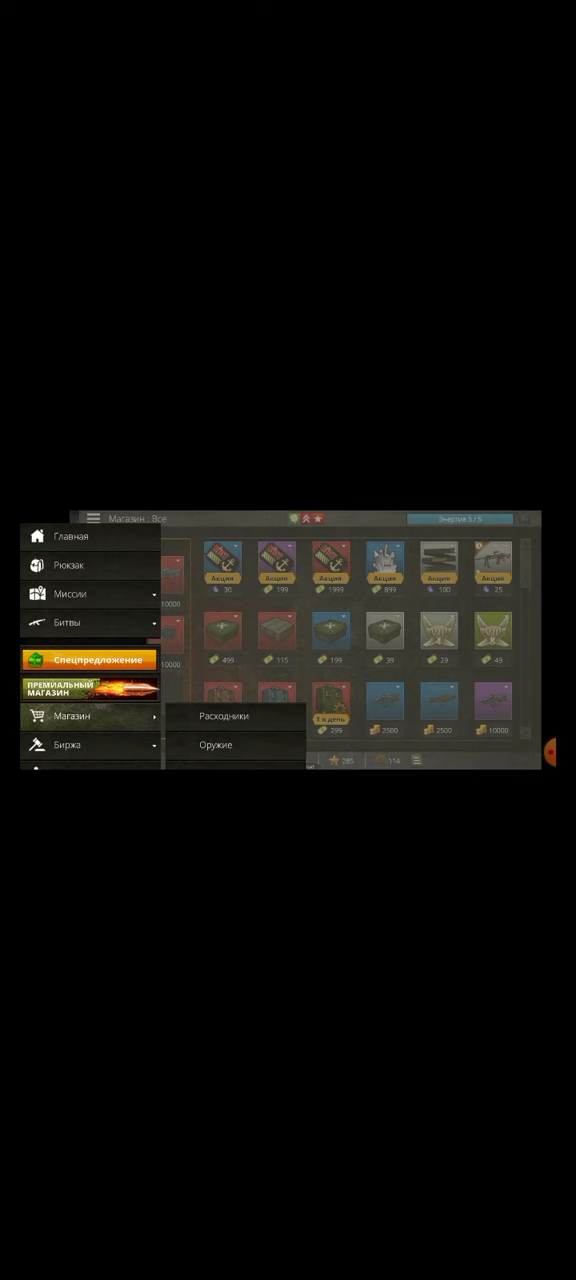 Магазин : Все
Энергия 5 / 5
Главная
Рюкзак
Миссии
Битвы
Спецпредложение
ПРЕМИАЛЬНЫЙ
МАГАЗИН
Магазин
Биржа
Расходники
Оружие
Акция Акция Акция Акция Акция Акция
30 199 1999 899 100 25
10000
499 115 199 39 29 49
10000
1 в день
299 2500 2500 10000
285 114